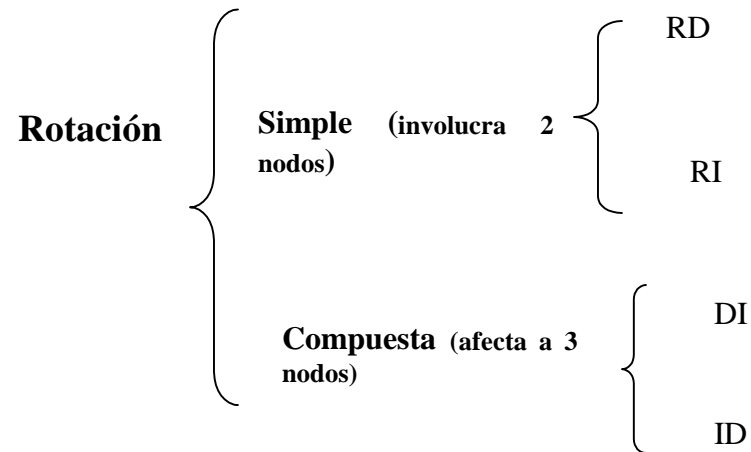 Rotación
Simple (involucra 2
nodos)
RD
RI
Compuesta (afecta a 3
nodos)
DI
ID